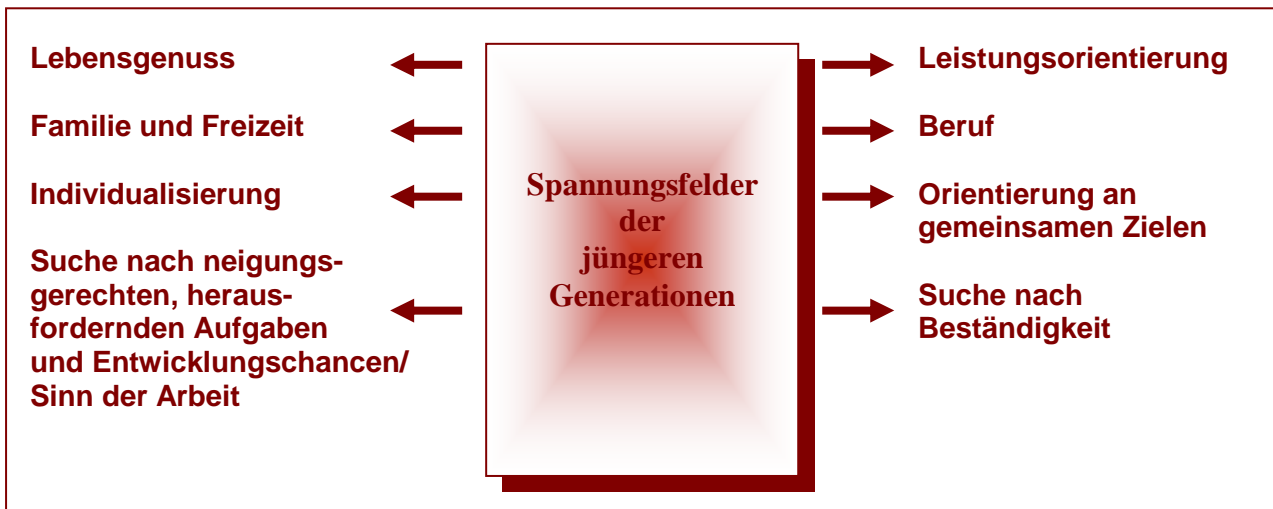 Lebensgenuss
Familie und Freizeit
Individualisierung
Suche nach neigungs-
gerechten, heraus-
fordernden Aufgaben
und Entwicklungschancen/
Sinn der Arbeit
Spannungsfelder
der
jüngeren
Generationen
Leistungsorientierung
Beruf
Orientierung an
gemeinsamen Zielen
Suche nach
Beständigkeit